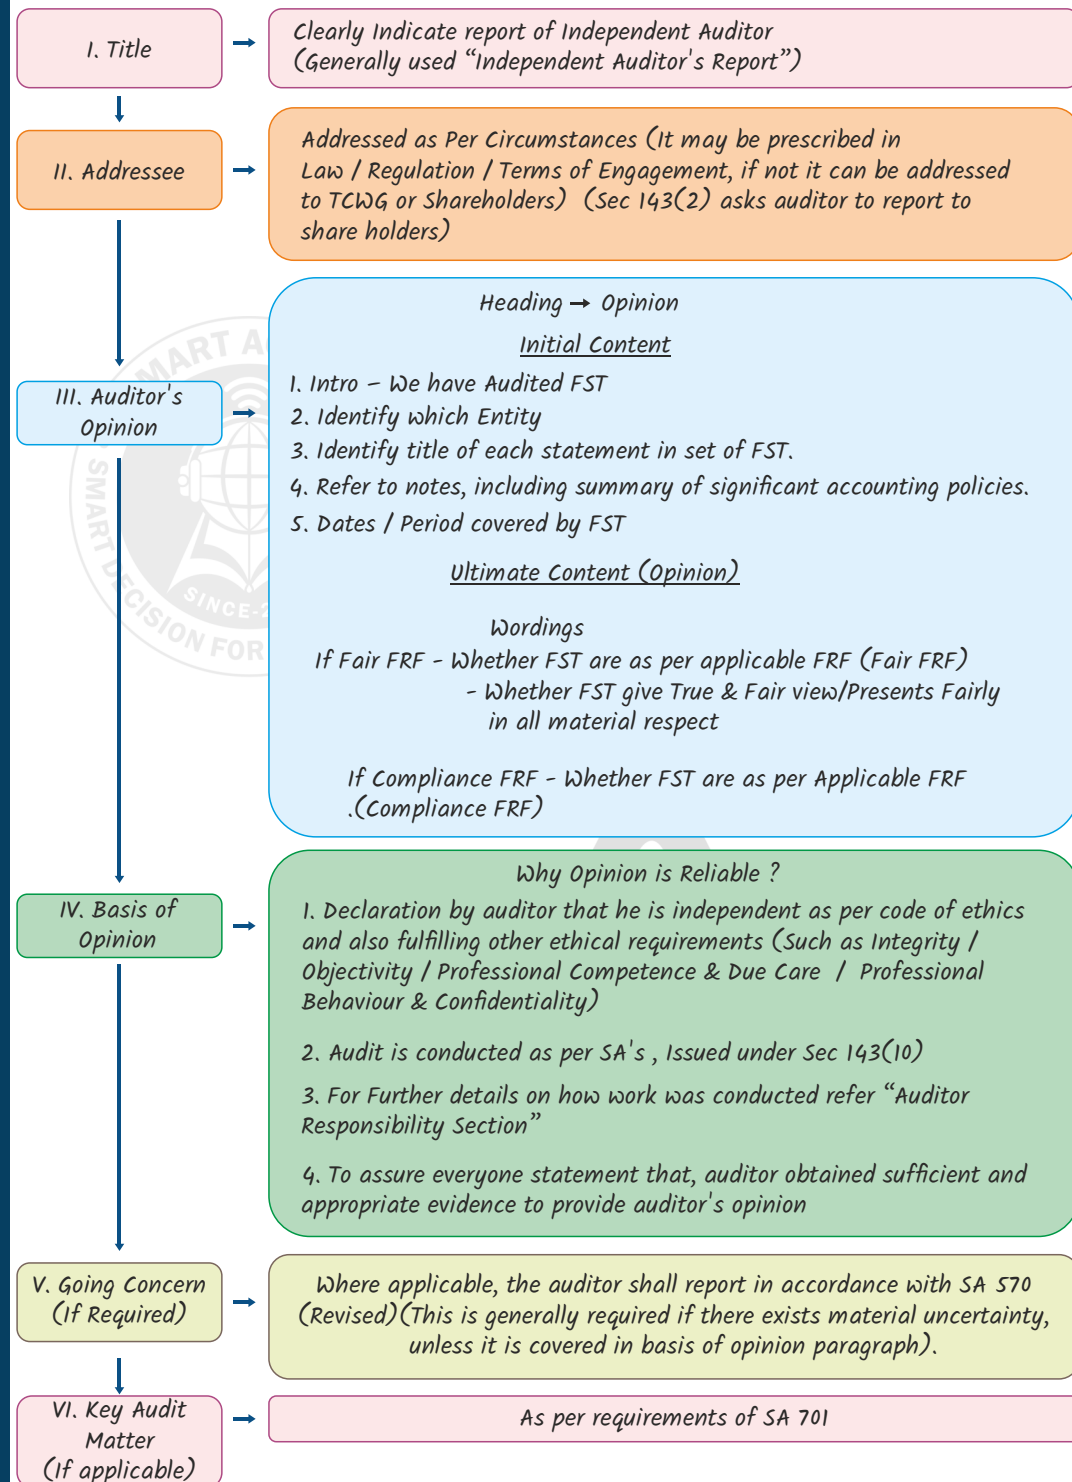 I. Title
Clearly Indicate report of Independent Auditor
(Generally used “Independent Auditor's Report”)
II. Addressee
Addressed as Per Circumstances (It may be prescribed in
Law / Regulation / Terms of Engagement, if not it can be addressed
to TCWG or Shareholders) (Sec 143(2) asks auditor to report to
share holders)
III. Auditor's
Opinion
Heading → Opinion
Initial Content
1. Intro – We have Audited FST
2. Identify which Entity
3. Identify title of each statement in set of FST.
4. Refer to notes, including summary of significant accounting policies.
5. Dates / Period covered by FST
Ultimate Content (Opinion)
Wordings
If Fair FRF - Whether FST are as per applicable FRF (Fair FRF)
- Whether FST give True & Fair view/Presents Fairly
in all material respect
If Compliance FRF - Whether FST are as per Applicable FRF
.(Compliance FRF)
IV. Basis of
Opinion
Why Opinion is Reliable ?
1. Declaration by auditor that he is independent as per code of ethics
and also fulfilling other ethical requirements (Such as Integrity /
Objectivity / Professional Competence & Due Care / Professional
Behaviour & Confidentiality)
2. Audit is conducted as per SA's , Issued under Sec 143(10)
3. For Further details on how work was conducted refer “Auditor
Responsibility Section”
4. To assure everyone statement that, auditor obtained sufficient and
appropriate evidence to provide auditor's opinion
V. Going Concern
(If Required)
Where applicable, the auditor shall report in accordance with SA 570
(Revised)(This is generally required if there exists material uncertainty,
unless it is covered in basis of opinion paragraph).
VI. Key Audit
Matter
(If applicable)
As per requirements of SA 701
SMART DECISION FOR
SINCE-2